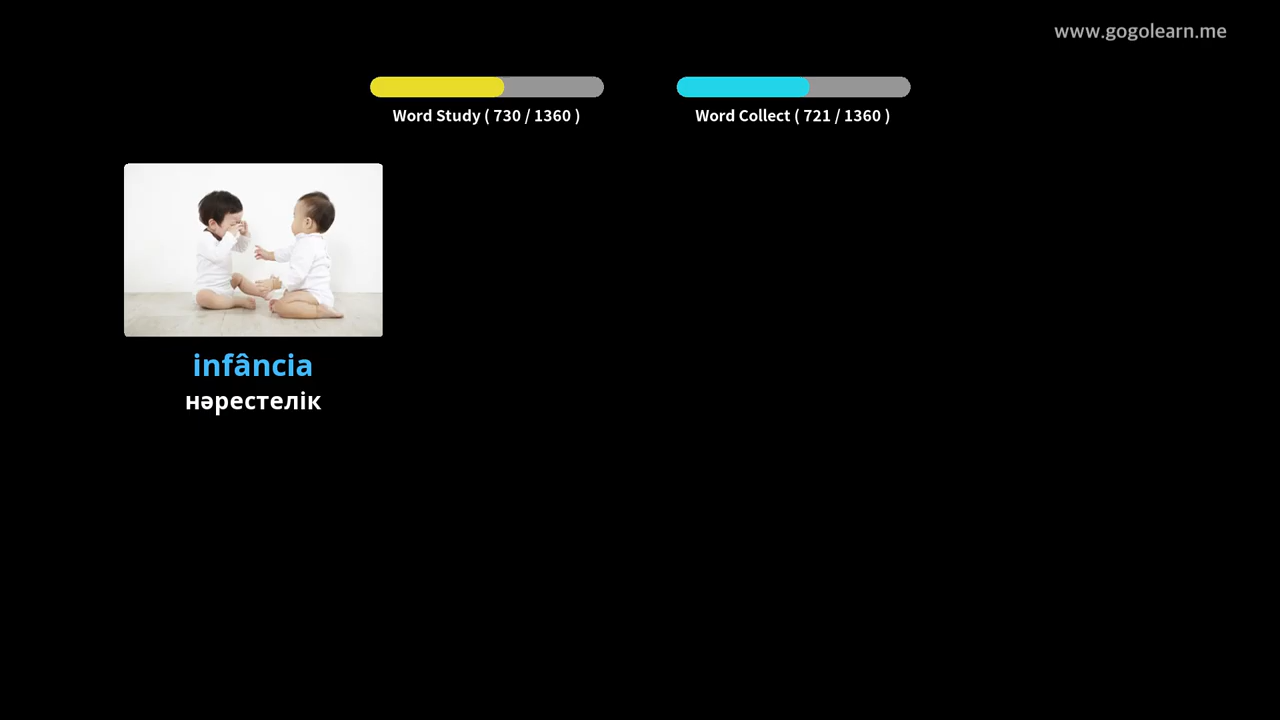 www.gogolearn.me
Word Study ( 730 / 1360 )
Word Collect ( 721 / 1360 )
infância
нәрестелік